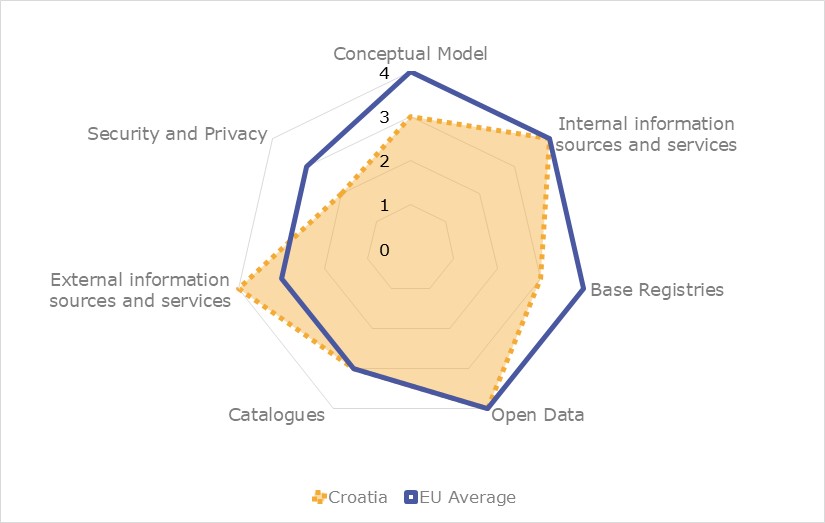 Conceptual Model
4
3
2
1
0
Internal information
sources and services
Base Registries
Open Data
Catalogues
External information
sources and services
Security and Privacy
Croatia
EU Average